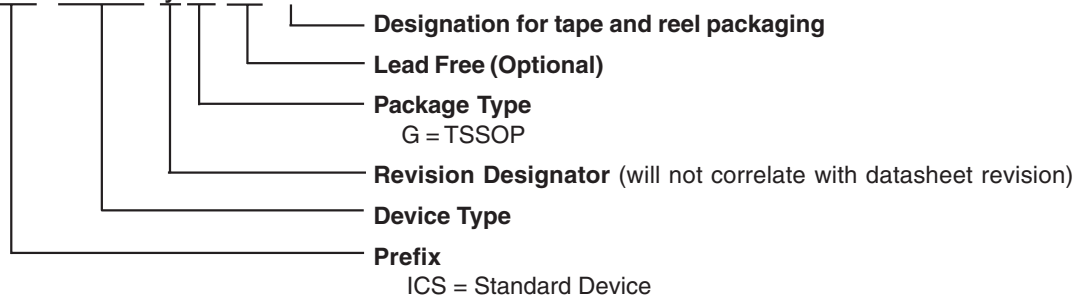 Designation for tape and reel packaging
Lead Free (Optional)
Package Type
G = TSSOP
Revision Designator (will not correlate with datasheet revision)
Device Type
Prefix
ICS = Standard Device